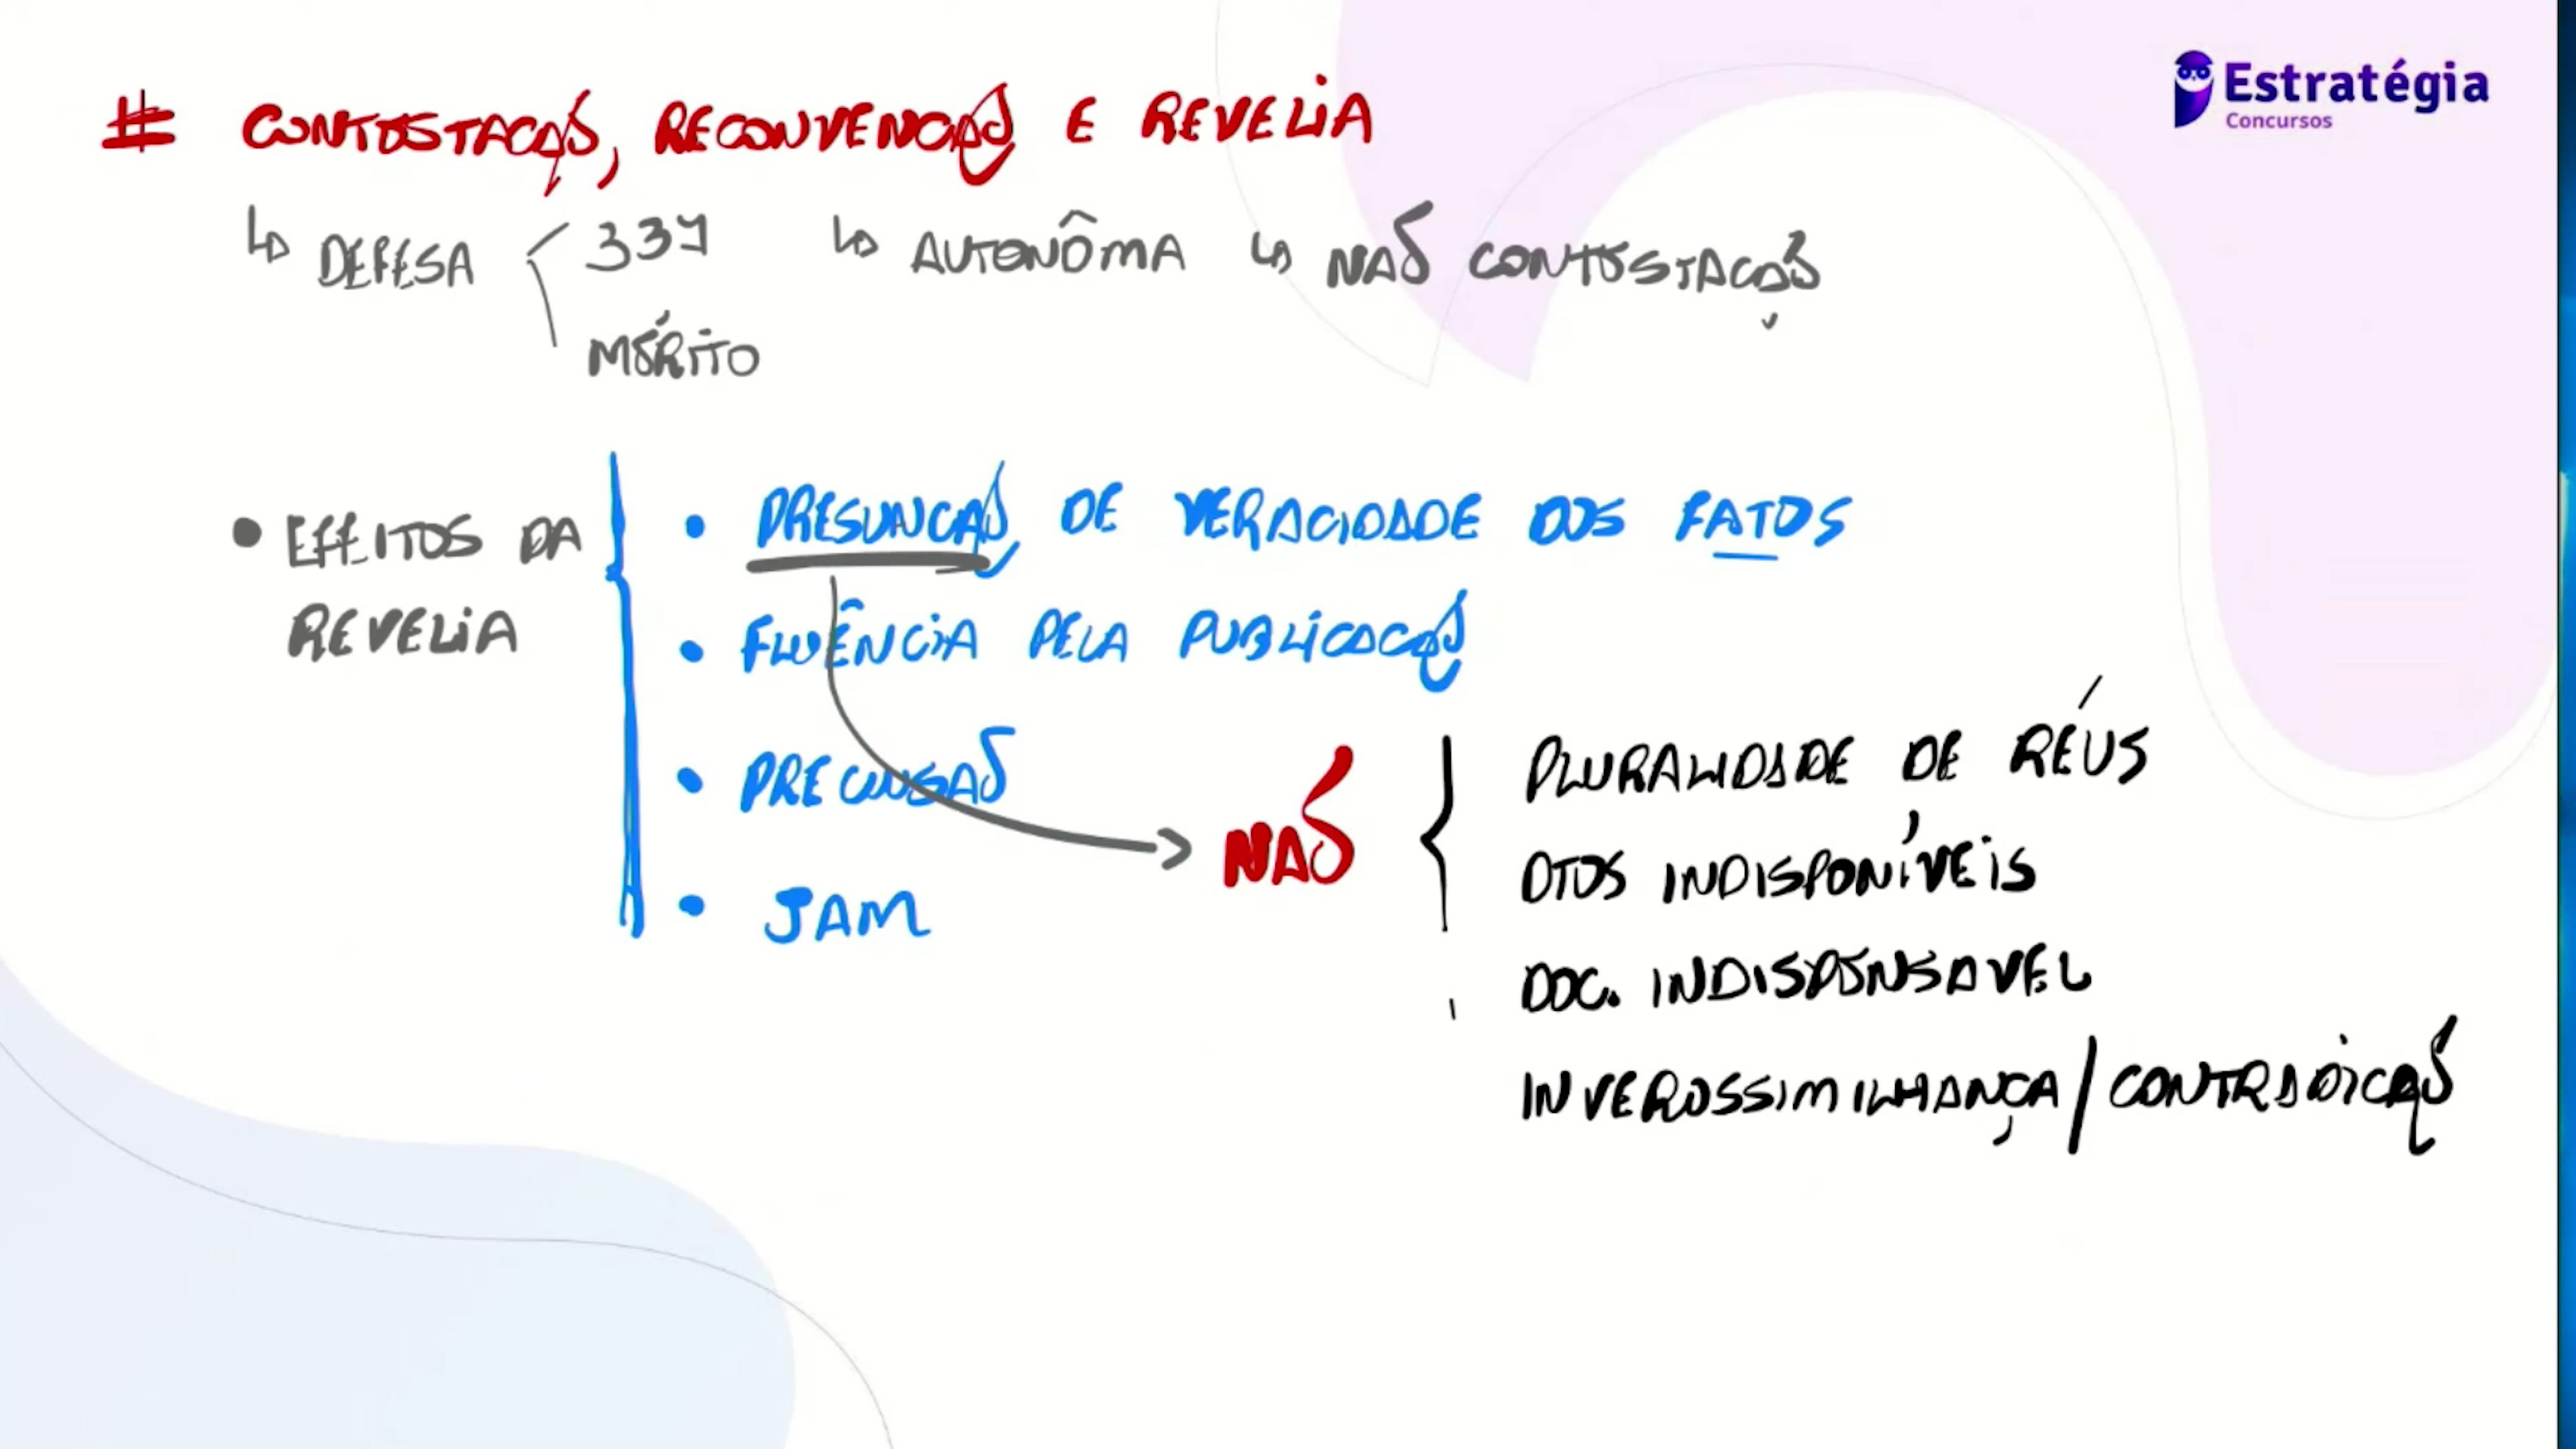 Estratégia
Concursos
# CONTESTAÇÃO, RECONVENÇÃO E REVELIA
↳ DEFESA < 337 ↳ AUTONÔMA ↳ NÃO CONTESTAÇÃO
MÉRITO
• EFEITOS DA REVELIA
• PRESUNÇÃO DE VERACIDADE DOS FATOS
• FLUÊNCIA PELA PUBLICAÇÃO
• PRECLUSÃO
• JAM
→ NÃO
PLURALIDADE DE RÉUS
DTOS INDISPONÍVEIS
DOC. INDISPENSAVEL
INVEROSSIMILHANÇA / CONTRADIÇÃO